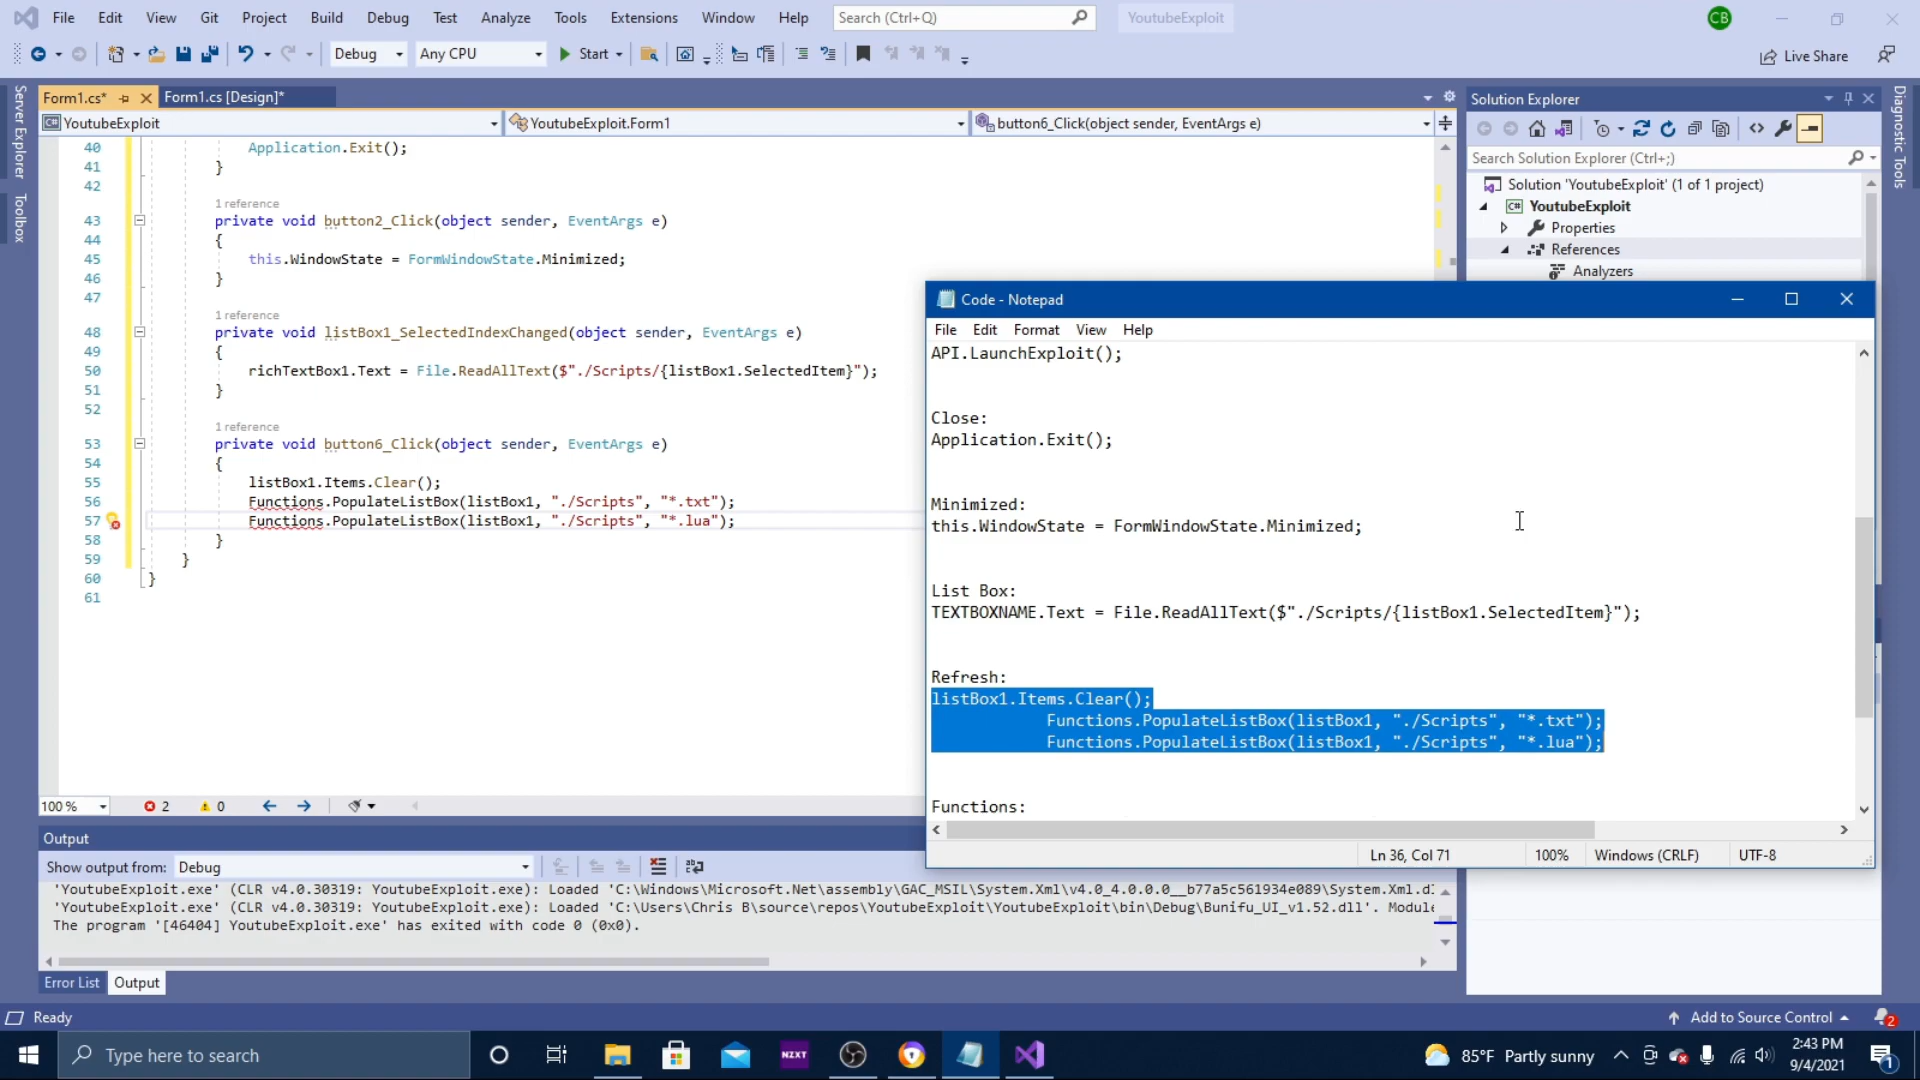 File Edit View Git Project Build Debug Test Analyze Tools Extensions Window Help Search (Ctrl+Q) YoutubeExploit CB
Debug Any CPU Start Live Share
Server Explorer
Toolbox
Form1.cs* Form1.cs [Design]*
YoutubeExploit YoutubeExploit.Form1 button6_Click(object sender, EventArgs e)
40 Application.Exit();
41 }
42
1 reference
43 private void button2_Click(object sender, EventArgs e)
44 {
45 this.WindowState = FormWindowState.Minimized;
46 }
47
1 reference
48 private void listBox1_SelectedIndexChanged(object sender, EventArgs e)
49 {
50 richTextBox1.Text = File.ReadAllText($"./Scripts/{listBox1.SelectedItem}");
51 }
52
1 reference
53 private void button6_Click(object sender, EventArgs e)
54 {
55 listBox1.Items.Clear();
56 Functions.PopulateListBox(listBox1, "./Scripts", "*.txt");
57 Functions.PopulateListBox(listBox1, "./Scripts", "*.lua");
58 }
59 }
60 }
61
100 % 2 0
Output
Show output from: Debug
'YoutubeExploit.exe' (CLR v4.0.30319: YoutubeExploit.exe): Loaded 'C:\Windows\Microsoft.Net\assembly\GAC_MSIL\System.Xml\v4.0_4.0.0.0__b77a5c561934e089\System.Xml.dl
'YoutubeExploit.exe' (CLR v4.0.30319: YoutubeExploit.exe): Loaded 'C:\Users\Chris B\source\repos\YoutubeExploit\YoutubeExploit\bin\Debug\Bunifu_UI_v1.52.dll'. Module
The program '[46404] YoutubeExploit.exe' has exited with code 0 (0x0).
Error List Output
Solution Explorer
Search Solution Explorer (Ctrl+;)
Solution 'YoutubeExploit' (1 of 1 project)
YoutubeExploit
Properties
References
Analyzers
Diagnostic Tools
Code - Notepad
File Edit Format View Help
API.LaunchExploit();
Close:
Application.Exit();
Minimized:
this.WindowState = FormWindowState.Minimized;
List Box:
TEXTBOXNAME.Text = File.ReadAllText($"./Scripts/{listBox1.SelectedItem}");
Refresh:
listBox1.Items.Clear();
Functions.PopulateListBox(listBox1, "./Scripts", "*.txt");
Functions.PopulateListBox(listBox1, "./Scripts", "*.lua");
Functions:
Ln 36, Col 71 100% Windows (CRLF) UTF-8
Ready Add to Source Control 2
Type here to search NZXT 85°F Partly sunny 2:43 PM
9/4/2021 1